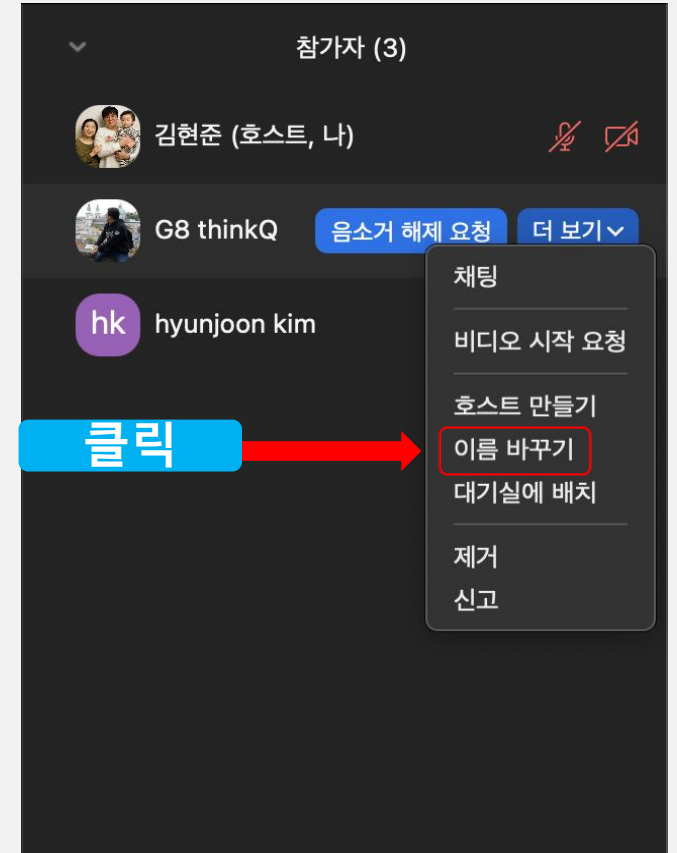 참가자 (3)
김현준 (호스트, 나)
G8 thinkQ 음소거 해제 요청 더 보기
채팅
hk hyunjoon kim
비디오 시작 요청
호스트 만들기
클릭
이름 바꾸기
대기실에 배치
제거
신고